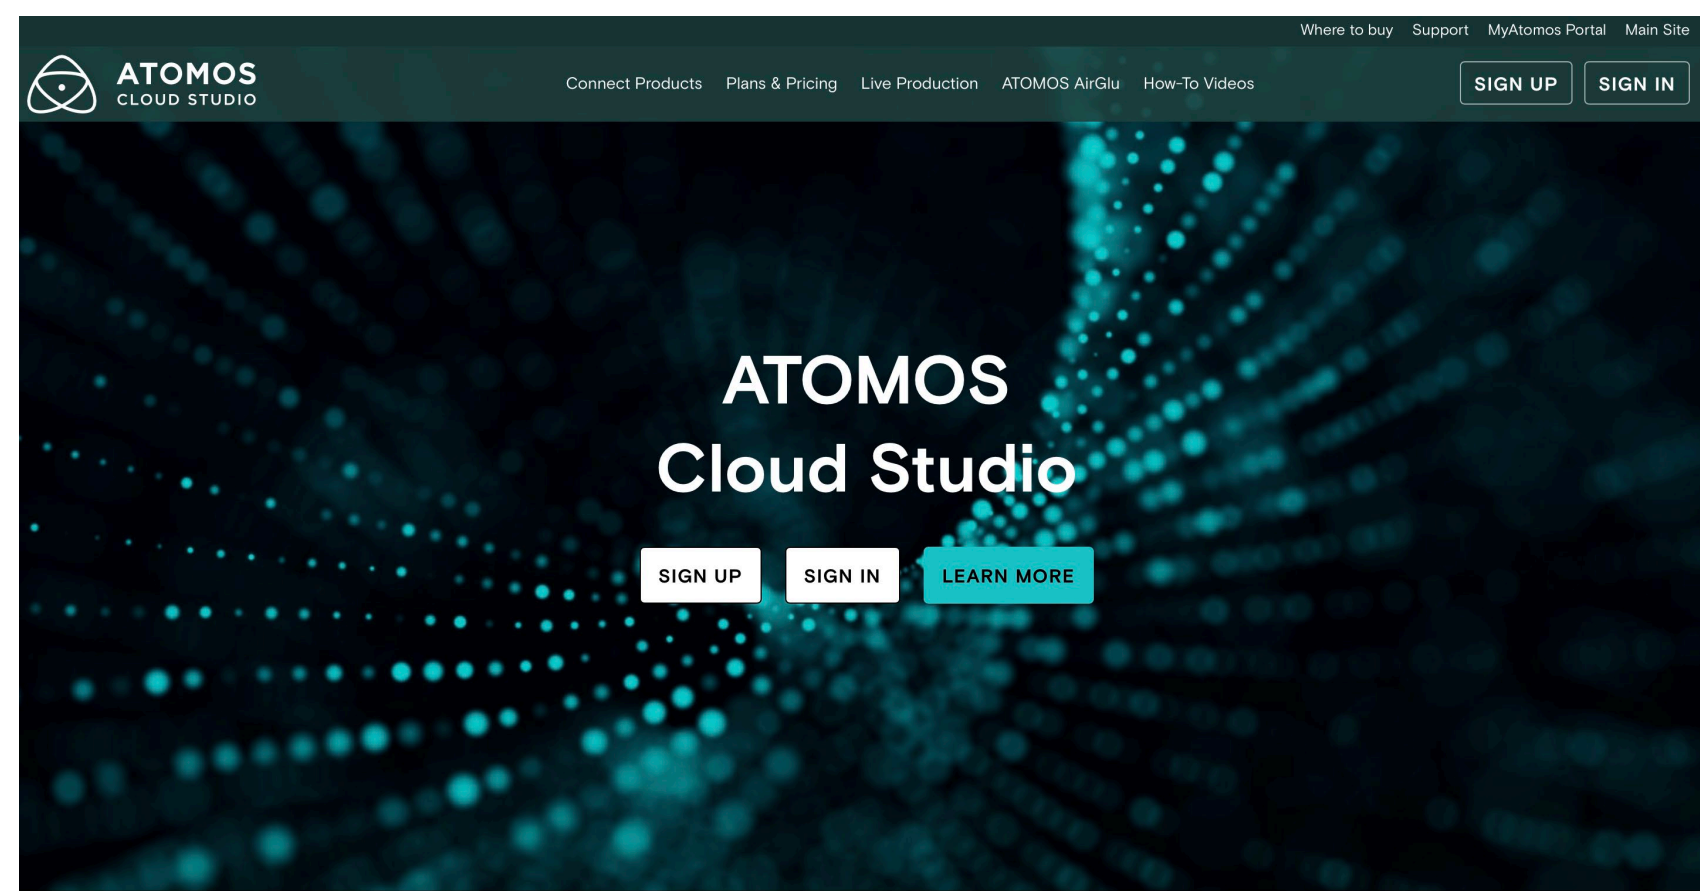 Where to buy Support MyAtomos Portal Main Site
ATOMOS
CLOUD STUDIO
Connect Products Plans & Pricing Live Production ATOMOS AirGlu How-To Videos
SIGN UP SIGN IN
ATOMOS
Cloud Studio
SIGN UP SIGN IN LEARN MORE